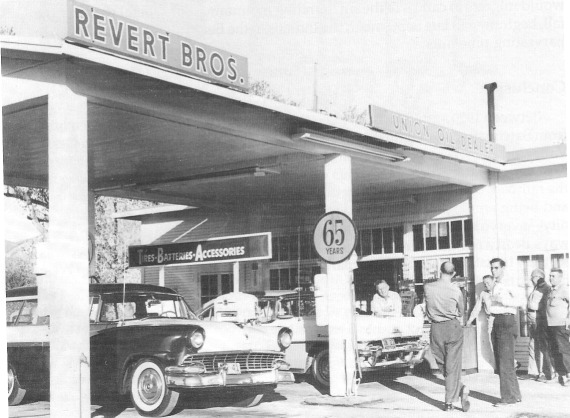 REVERT BROS.
UNION OIL DEALER
65
YEARS
TIRES-BATTERIES-ACCESSORIES